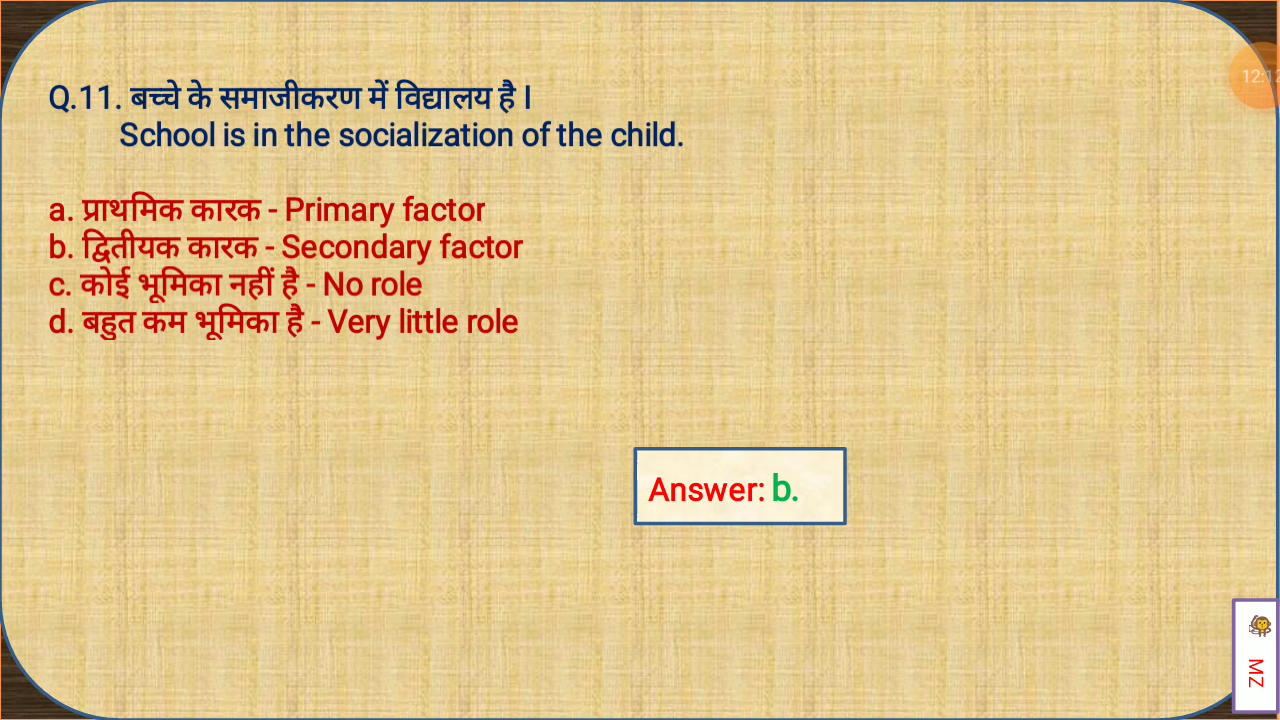 Q.11. बच्चे के समाजीकरण में विद्यालय है I
School is in the socialization of the child.
a. प्राथमिक कारक - Primary factor
b. द्वितीयक कारक - Secondary factor
c. कोई भूमिका नहीं है - No role
d. बहुत कम भूमिका है - Very little role
Answer: b.
MZ